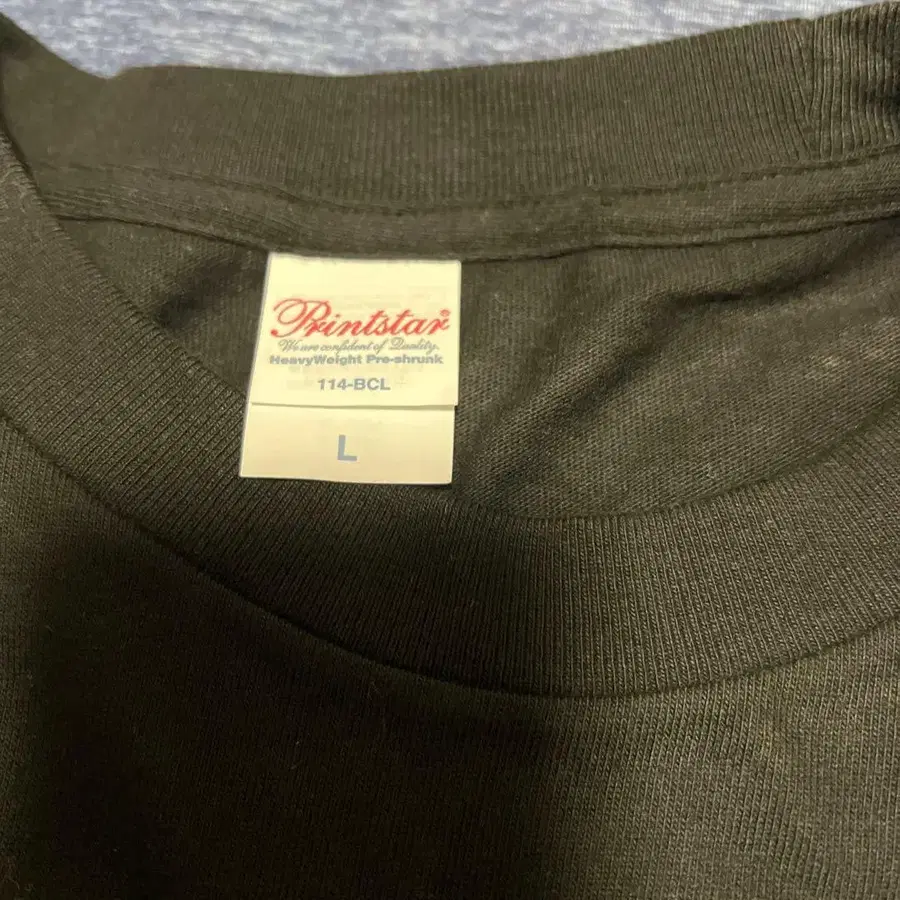 Printstar®
We are confident of Quality.
HeavyWeight Pre-shrunk
114-BCL
L